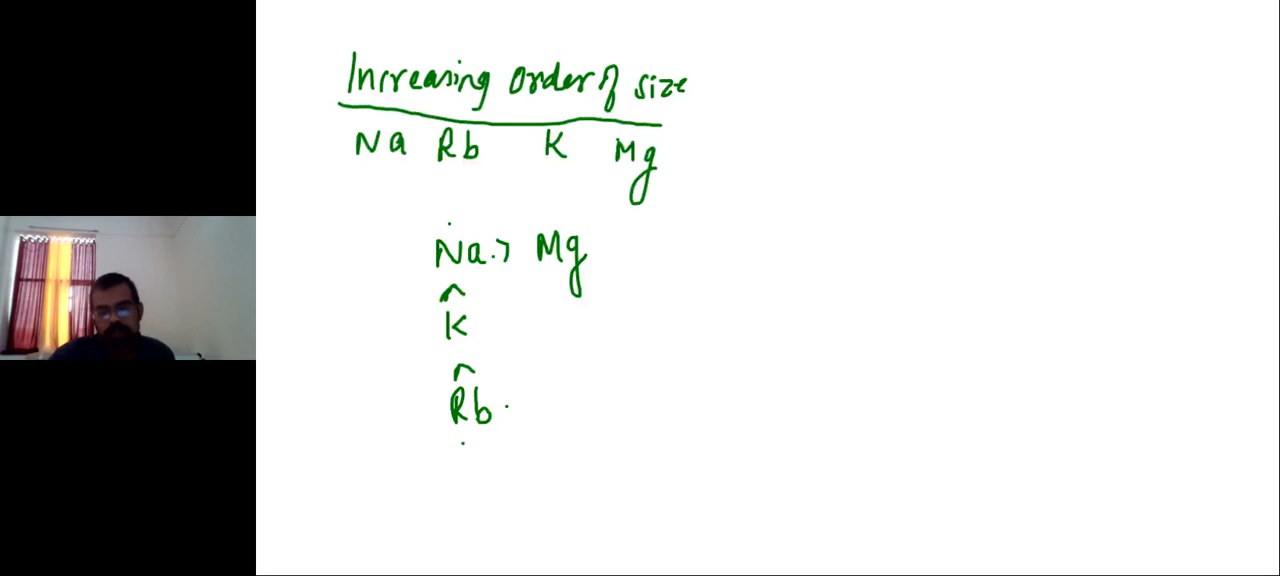 Increasing order of size
Na Rb K Mg
Na > Mg
^
K
^
Rb